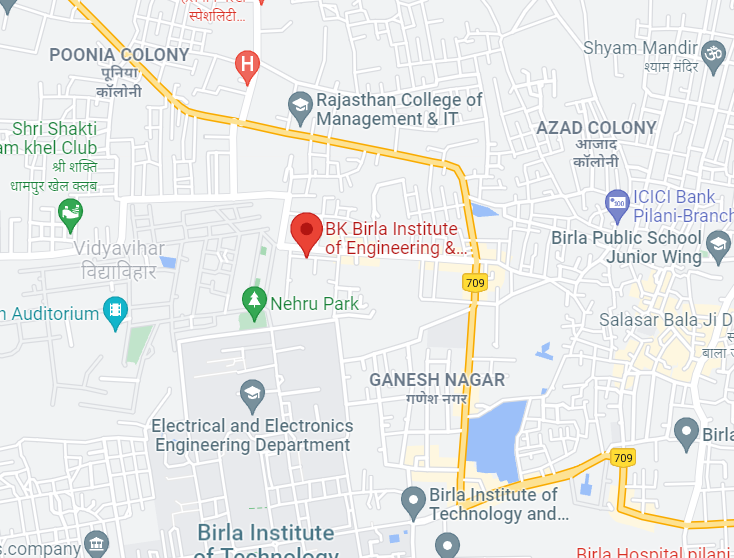 स्पेशलिटी...
POONIA COLONY
पूनिया
कॉलोनी
H
Shyam Mandir
श्याम मंदिर
Rajasthan College of
Management & IT
Shri Shakti
am khel Club
श्री शक्ति
धामपुर खेल क्लब
AZAD COLONY
आजाद
कॉलोनी
ICICI Bank
Pilani-Branch
BK Birla Institute
of Engineering &...
Birla Public School
Junior Wing
Vidyavihar
विद्याविहार
709
Nehru Park
n Auditorium
Salasar Bala Ji D
बाला ज
GANESH NAGAR
गणेश नगर
Electrical and Electronics
Engineering Department
Birl
709
Birla Institute of
Technology and...
Birla Institute
of Technology
s.company
Birla Hospital pilani